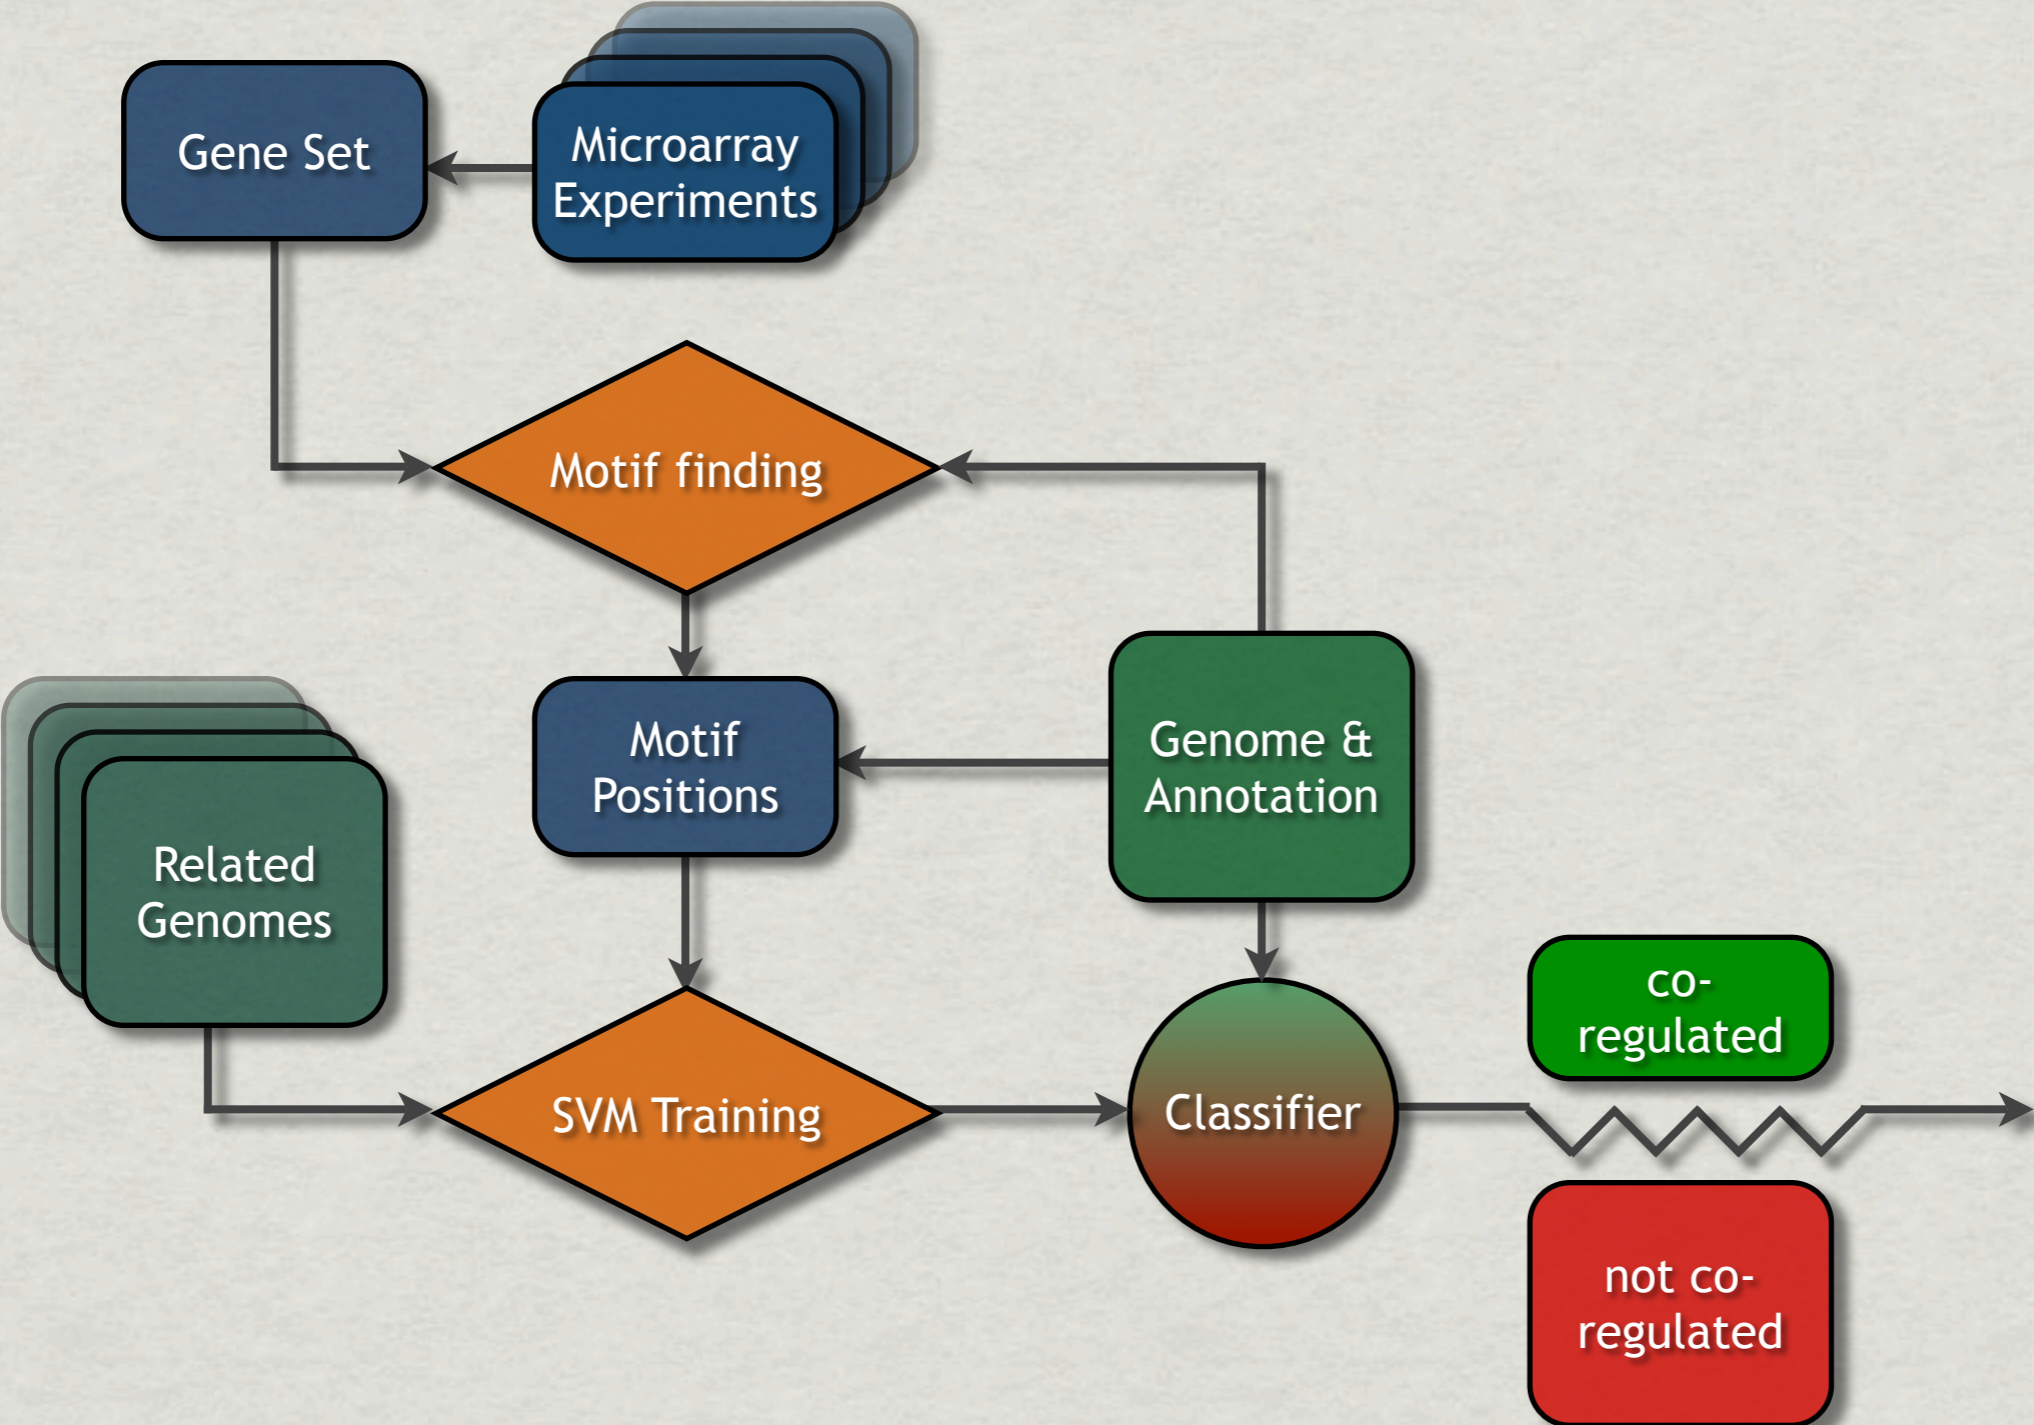 Gene Set
Microarray
Experiments
Motif finding
Motif
Positions
Genome &
Annotation
Related
Genomes
SVM Training
Classifier
co-
regulated
not co-
regulated